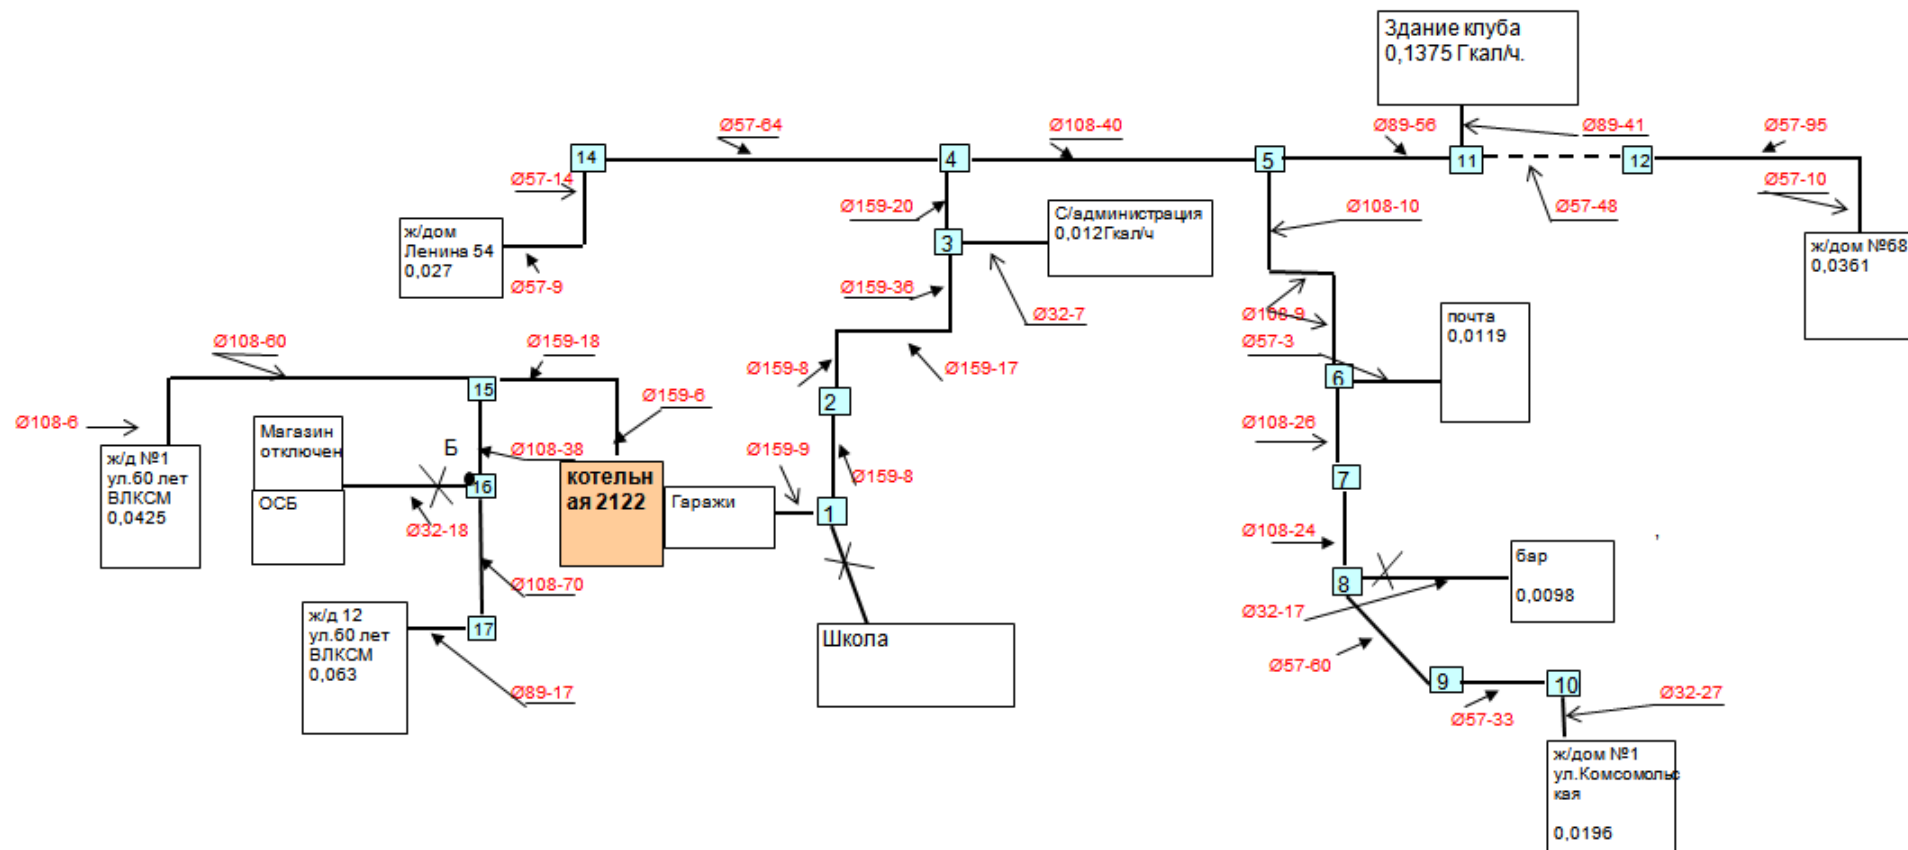 Здание клуба
0,1375 Гкал/ч.
Ø57-64
Ø108-40
Ø89-56
Ø89-41
Ø57-95
14
4
5
11
12
Ø57-14
Ø57-10
Ø159-20
Ø108-10
Ø57-48
С/администрация
0,012Гкал/ч
ж/дом
Ленина 54
0,027
3
ж/дом №68
0,0361
Ø57-9
Ø159-36
Ø32-7
Ø108-9
почта
0,0119
Ø108-60
Ø159-18
Ø57-3
Ø159-8
Ø159-17
15
6
Ø159-6
2
Ø108-6
Магазин
отключен
Б
Ø108-38
Ø159-9
Ø108-26
ж/д №1
ул.60 лет
ВЛКСМ
0,0425
ОСБ
16
котельн
ая 2122
Гаражи
Ø159-8
7
1
Ø32-18
Ø108-24
бар
0,0098
,
Ø108-70
8
ж/д 12
ул.60 лет
ВЛКСМ
0,063
17
Ø32-17
Школа
Ø57-60
Ø89-17
9
10
Ø32-27
Ø57-33
ж/дом №1
ул.Комсомольс
кая
0,0196